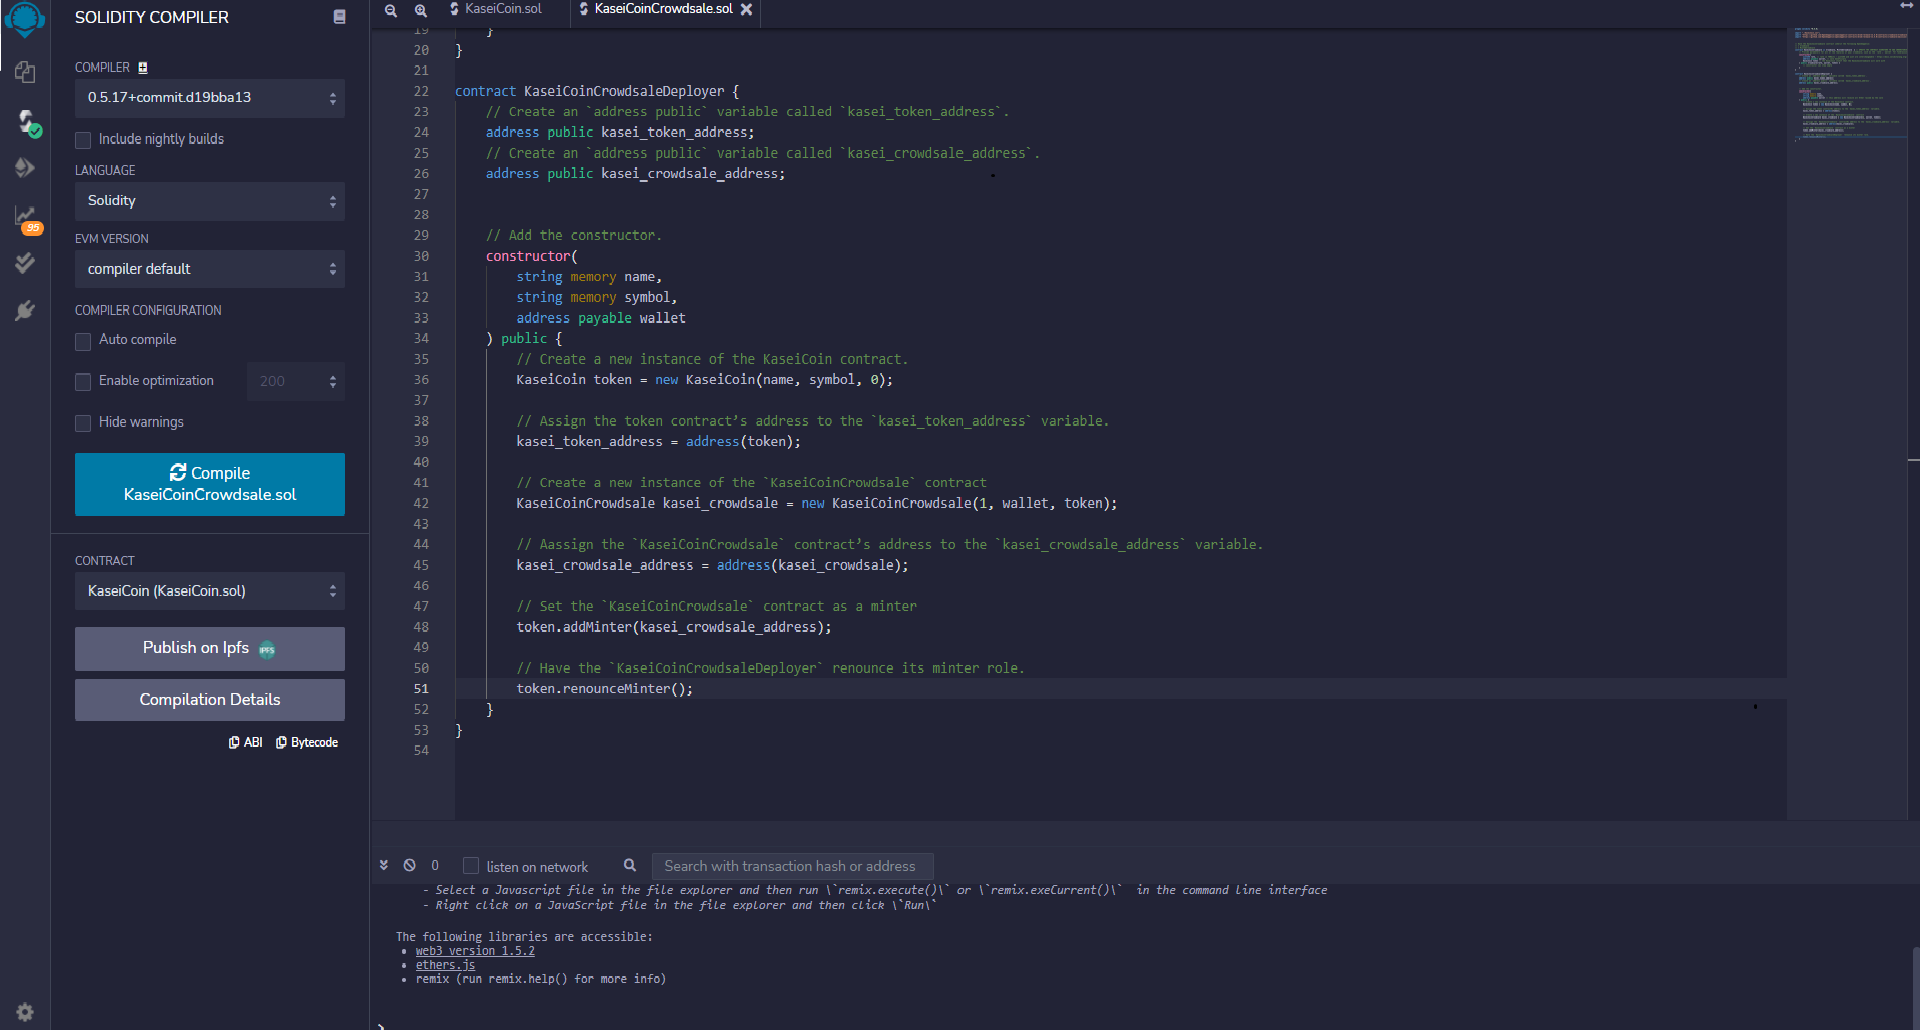 SOLIDITY COMPILER
COMPILER
0.5.17+commit.d19bba13
Include nightly builds
LANGUAGE
Solidity
EVM VERSION
compiler default
COMPILER CONFIGURATION
Auto compile
Enable optimization 200
Hide warnings
Compile
KaseiCoinCrowdsale.sol
CONTRACT
KaseiCoin (KaseiCoin.sol)
Publish on Ipfs IPFS
Compilation Details
ABI Bytecode
95
KaseiCoin.sol KaseiCoinCrowdsale.sol
19 }
20 }
21
22 contract KaseiCoinCrowdsaleDeployer {
23 // Create an `address public` variable called `kasei_token_address`.
24 address public kasei_token_address;
25 // Create an `address public` variable called `kasei_crowdsale_address`.
26 address public kasei_crowdsale_address;
27
28
29 // Add the constructor.
30 constructor(
31 string memory name,
32 string memory symbol,
33 address payable wallet
34 ) public {
35 // Create a new instance of the KaseiCoin contract.
36 KaseiCoin token = new KaseiCoin(name, symbol, 0);
37
38 // Assign the token contract’s address to the `kasei_token_address` variable.
39 kasei_token_address = address(token);
40
41 // Create a new instance of the `KaseiCoinCrowdsale` contract
42 KaseiCoinCrowdsale kasei_crowdsale = new KaseiCoinCrowdsale(1, wallet, token);
43
44 // Aassign the `KaseiCoinCrowdsale` contract’s address to the `kasei_crowdsale_address` variable.
45 kasei_crowdsale_address = address(kasei_crowdsale);
46
47 // Set the `KaseiCoinCrowdsale` contract as a minter
48 token.addMinter(kasei_crowdsale_address);
49
50 // Have the `KaseiCoinCrowdsaleDeployer` renounce its minter role.
51 token.renounceMinter();
52 }
53 }
54
0 listen on network Search with transaction hash or address
- Select a Javascript file in the file explorer and then run \`remix.execute()\` or \`remix.exeCurrent()\` in the command line interface
- Right click on a JavaScript file in the file explorer and then click \`Run\`
The following libraries are accessible:
• web3 version 1.5.2
• ethers.js
• remix (run remix.help() for more info)
>